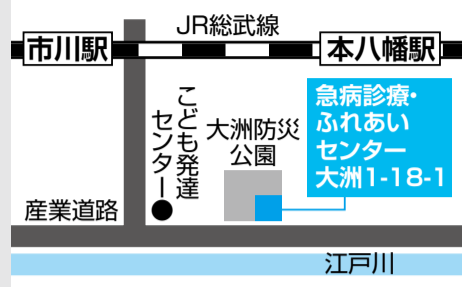 JR総武線
市川駅
本八幡駅
こども発達
センター
大洲防災
公園
急病診療・
ふれあい
センター
大洲1-18-1
産業道路
江戸川